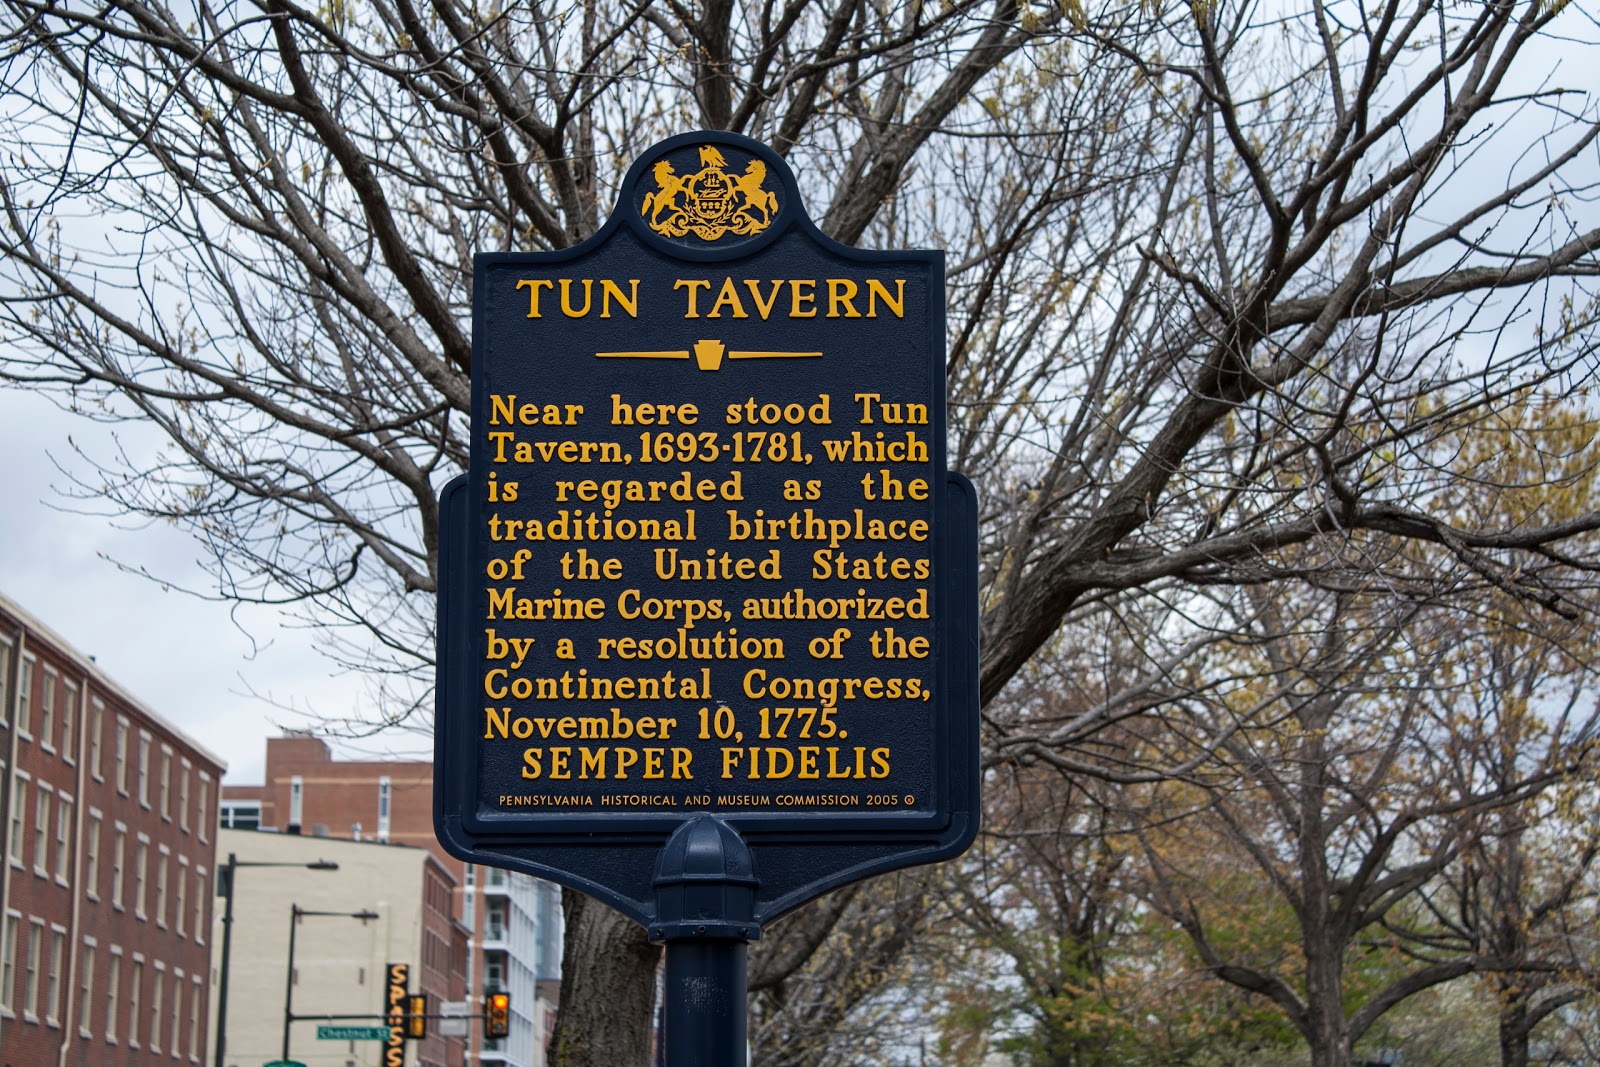 TUN TAVERN
Near here stood Tun
Tavern, 1693-1781, which
is regarded as the
traditional birthplace
of the United States
Marine Corps, authorized
by a resolution of the
Continental Congress,
November 10, 1775.
SEMPER FIDELIS
PENNSYLVANIA HISTORICAL AND MUSEUM COMMISSION 2005 ©
Chestnut St